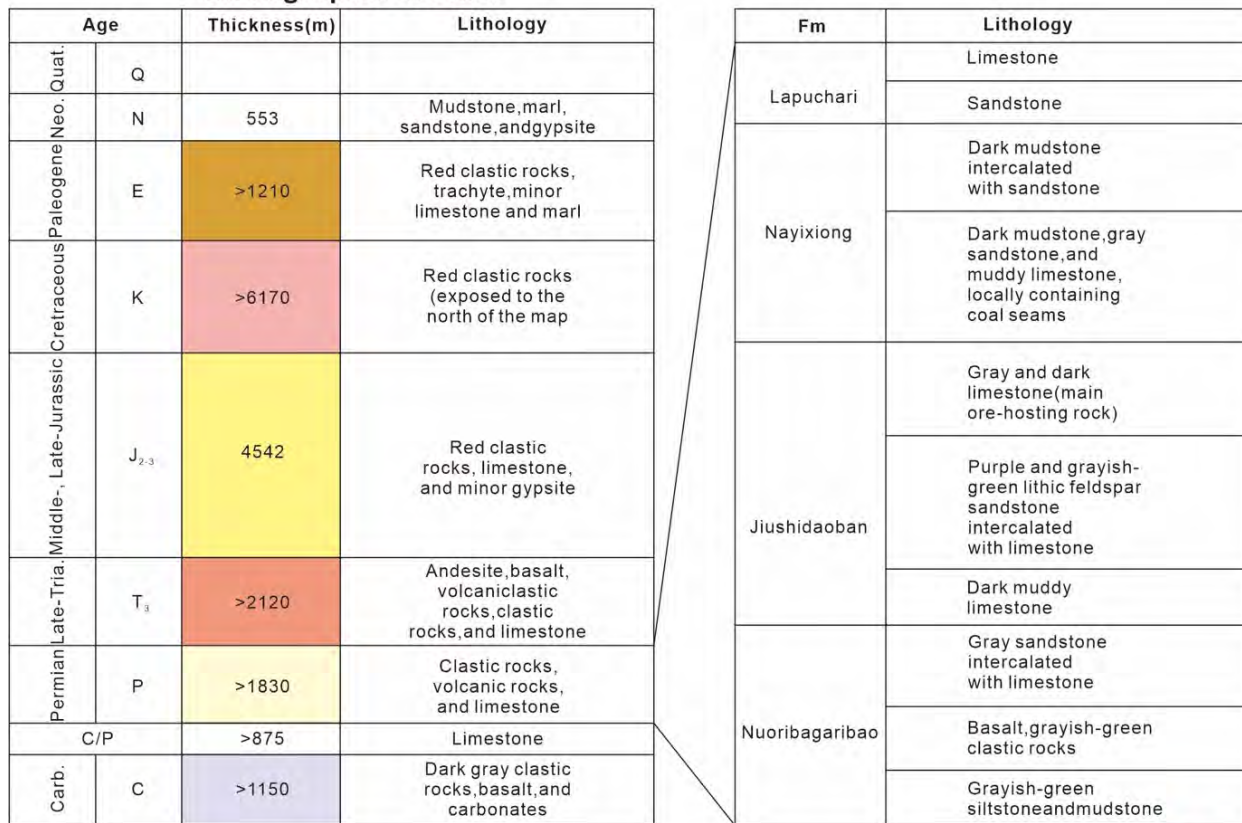 Age Thickness(m) Lithology
Quat. Q
Neo. N 553 Mudstone,marl,
sandstone,andgypsite
Paleogene E >1210 Red clastic rocks,
trachyte,minor
limestone and marl
Cretraceous K >6170 Red clastic rocks
(exposed to the
north of the map
Middle-, Late-Jurassic J2-3 4542 Red clastic
rocks, limestone,
and minor gypsite
Late-Tria. T3 >2120 Andesite,basalt,
volcaniclastic
rocks,clastic
rocks,and limestone
Permian P >1830 Clastic rocks,
volcanic rocks,
and limestone
C/P >875 Limestone
Carb. C >1150 Dark gray clastic
rocks,basalt,and
carbonates
Fm Lithology
Lapuchari
Limestone
Sandstone
Nayixiong
Dark mudstone
intercalated
with sandstone
Dark mudstone,gray
sandstone,and
muddy limestone,
locally containing
coal seams
Jiushidaoban
Gray and dark
limestone(main
ore-hosting rock)
Purple and grayish-
green lithic feldspar
sandstone
intercalated
with limestone
Dark muddy
limestone
Nuoribagaribao
Gray sandstone
intercalated
with limestone
Basalt,grayish-green
clastic rocks
Grayish-green
siltstoneandmudstone